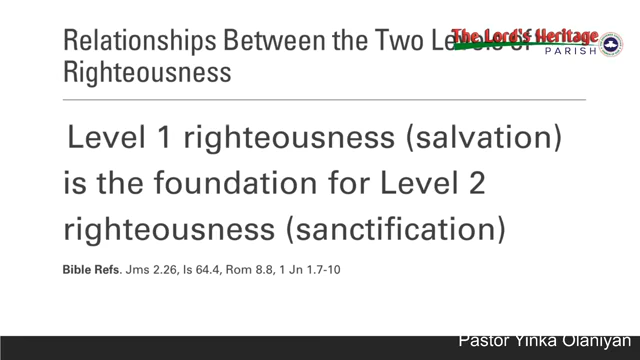 Relationships Between the Two Levels of
Righteousness
The Lord's Heritage
PARISH
Level 1 righteousness (salvation)
is the foundation for Level 2
righteousness (sanctification)
Bible Refs. Jms 2.26, Is 64.4, Rom 8.8, 1 Jn 1.7-10
Pastor Yinka Olaniyan